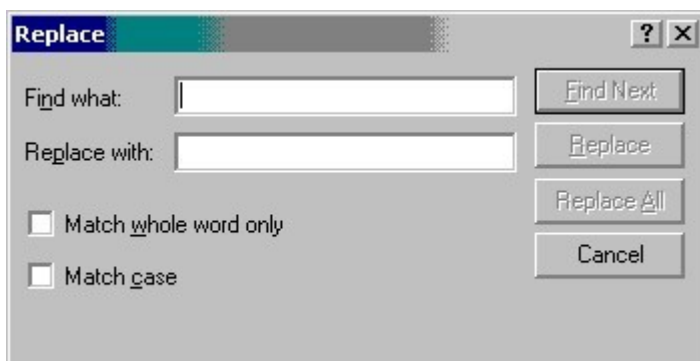 Replace
Find what:
Find Next
Replace with:
Replace
Replace All
Match whole word only
Cancel
Match case